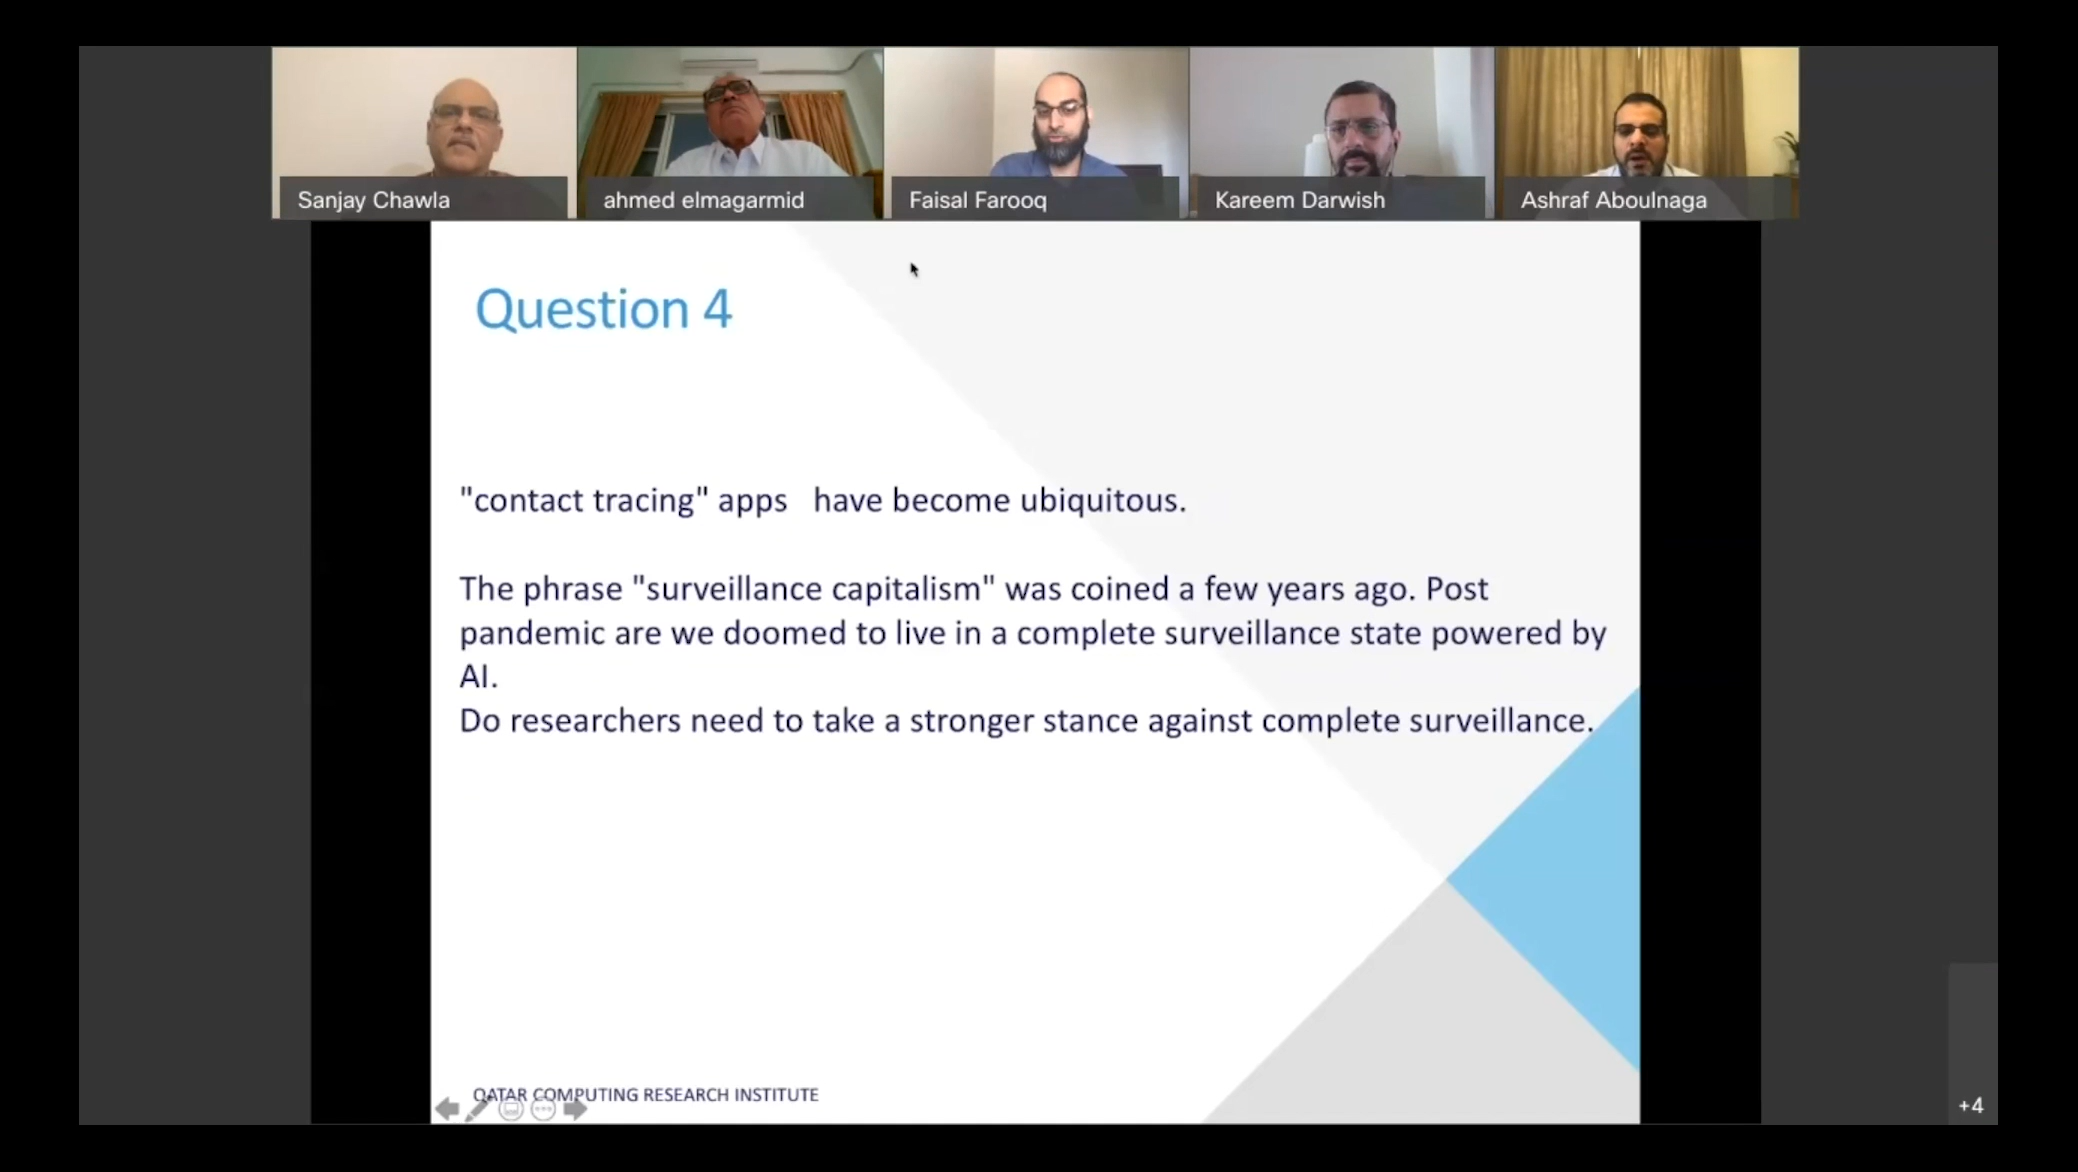 Sanjay Chawla
ahmed elmagarmid
Faisal Farooq
Kareem Darwish
Ashraf Aboulnaga
Question 4
"contact tracing" apps have become ubiquitous.
The phrase "surveillance capitalism" was coined a few years ago. Post
pandemic are we doomed to live in a complete surveillance state powered by
AI.
Do researchers need to take a stronger stance against complete surveillance.
QATAR COMPUTING RESEARCH INSTITUTE
+4